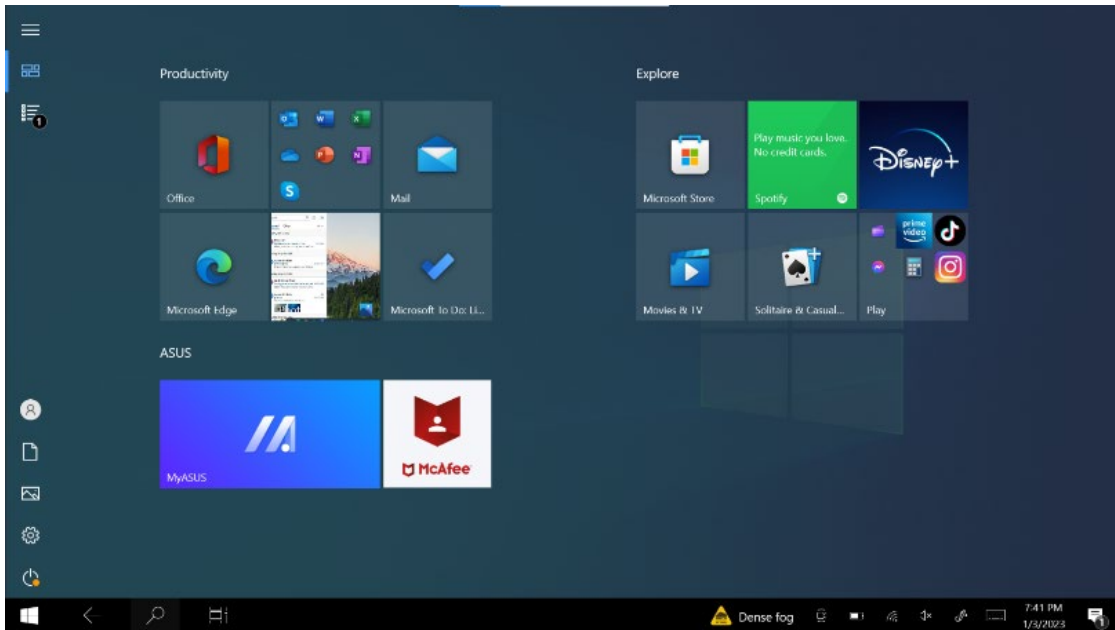 1
Productivity
Explore
Office
Mail
Microsoft Store
Play music you love.
No credit cards.
Spotify
Disney+
Microsoft Edge
Microsoft To Do: Li...
Movies & TV
Solitaire & Casual...
prime
video
Play
ASUS
MyASUS
McAfee
Dense fog
7:41 PM
1/3/2023
1